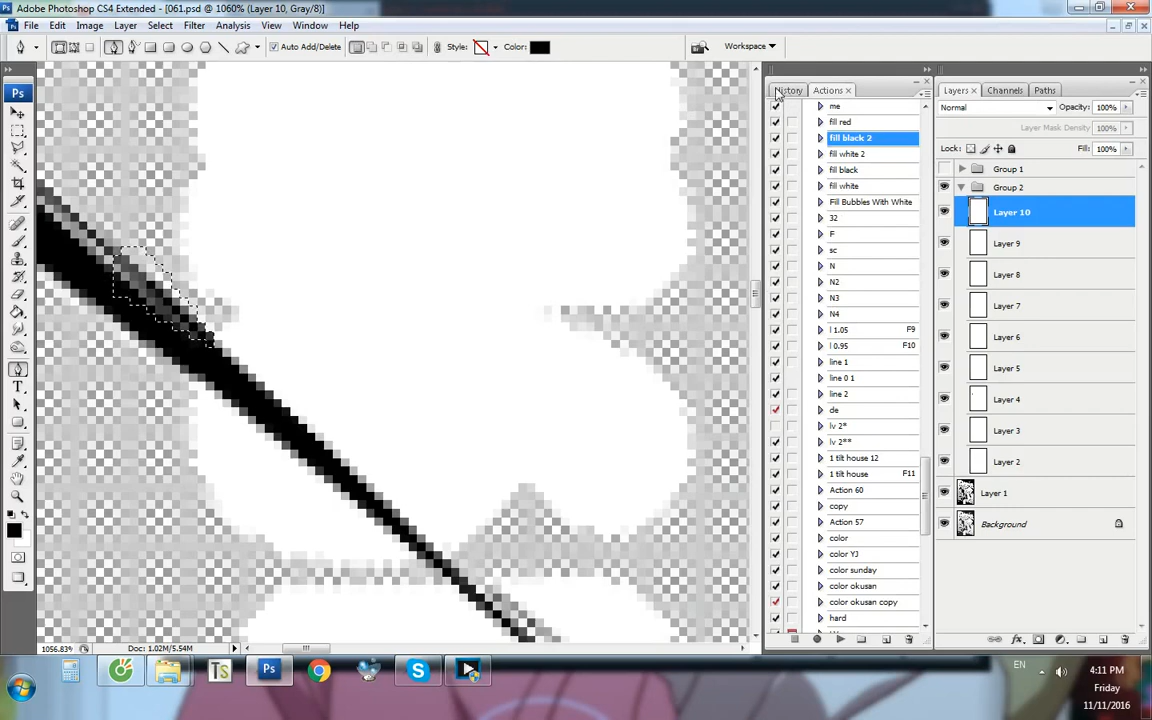 Adobe Photoshop CS4 Extended - [061.psd @ 1060% (Layer 10, Gray/8)]
File Edit Image Layer Select Filter Analysis View Window Help
Auto Add/Delete Style: Color: Workspace
History Actions × Layers × Channels Paths
Normal Opacity: 100%
Layer Mask Density: 100%
Lock: Fill: 100%
me
fill red
fill black 2
fill white 2
fill black
fill white
Fill Bubbles With White
32
F
sc
N
N2
N3
N4
l 1.05 F9
l 0.95 F10
line 1
line 0 1
line 2
de
lv 2*
lv 2**
1 tilt house 12
1 tilt house F11
Action 60
copy
Action 57
color
color YJ
color sunday
color okusan
color okusan copy
hard
Group 1
Group 2
Layer 10
Layer 9
Layer 8
Layer 7
Layer 6
Layer 5
Layer 4
Layer 3
Layer 2
Layer 1
Background
1056.83% Doc: 1.02M/5.54M
Ps
T
fx
TS
Ps
S
EN
4:11 PM
Friday
11/11/2016